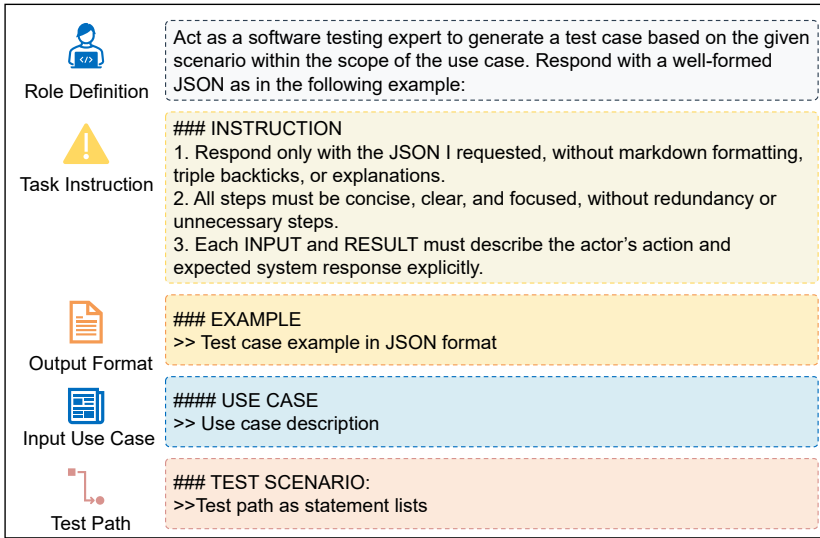 Role Definition
Act as a software testing expert to generate a test case based on the given
scenario within the scope of the use case. Respond with a well-formed
JSON as in the following example:
Task Instruction
### INSTRUCTION
1. Respond only with the JSON I requested, without markdown formatting,
triple backticks, or explanations.
2. All steps must be concise, clear, and focused, without redundancy or
unnecessary steps.
3. Each INPUT and RESULT must describe the actor's action and
expected system response explicitly.
Output Format
### EXAMPLE
>> Test case example in JSON format
Input Use Case
#### USE CASE
>> Use case description
Test Path
### TEST SCENARIO:
>>Test path as statement lists